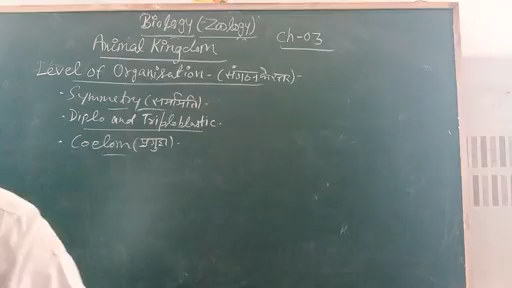 Biology (Zoology)
Ch-03
Animal Kingdom
Level of Organisation - (संगठन के स्तर) -
· Symmetry (सममिति) -
· Diplo and Triploblastic -
· Coelom (प्रगुहा) -